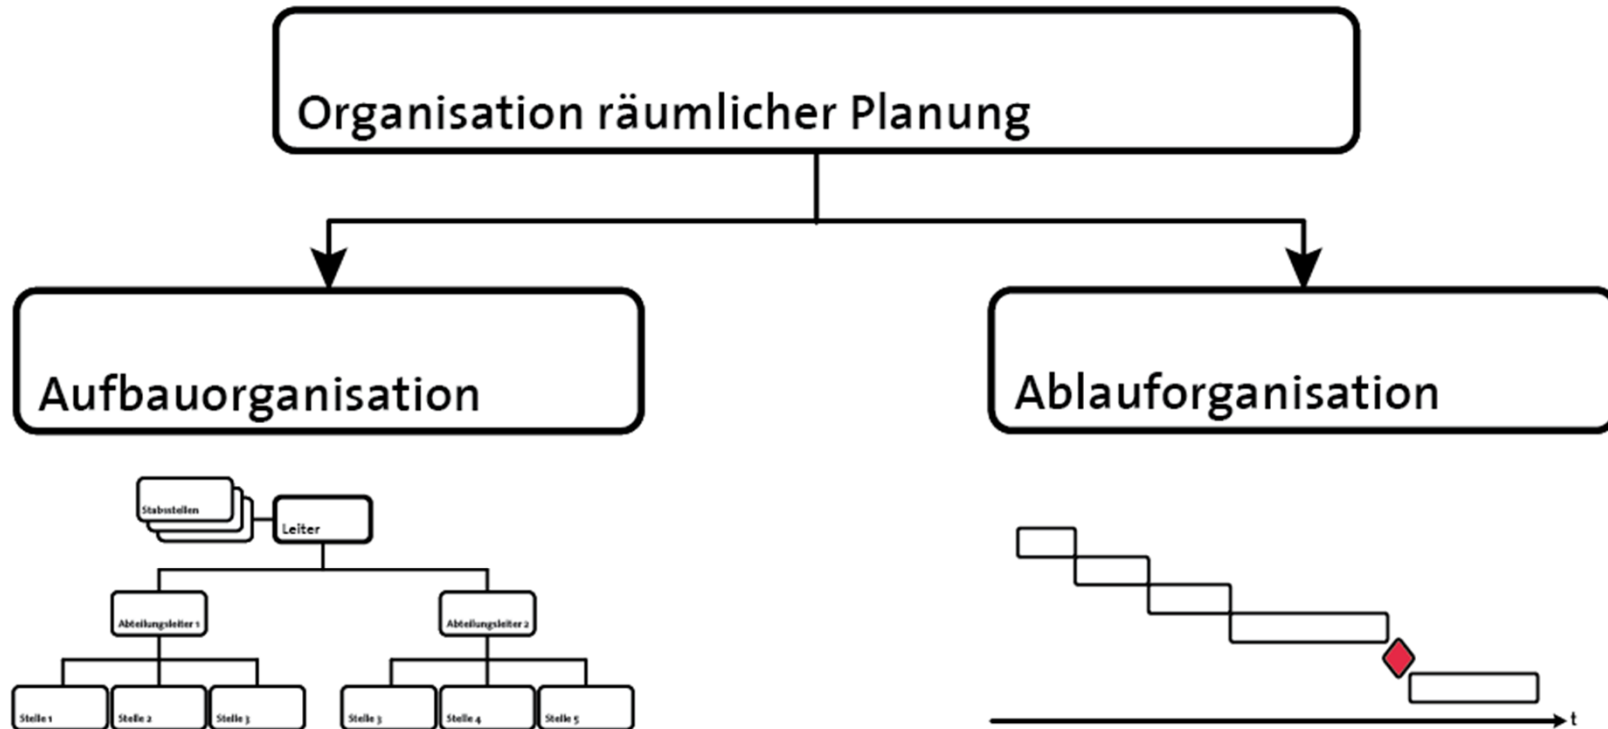 Organisation räumlicher Planung
Aufbauorganisation
Ablauforganisation
Stabsstellen
Leiter
Abteilungsleiter 1
Abteilungsleiter 2
Stelle 1
Stelle 2
Stelle 3
Stelle 3
Stelle 4
Stelle 5
t